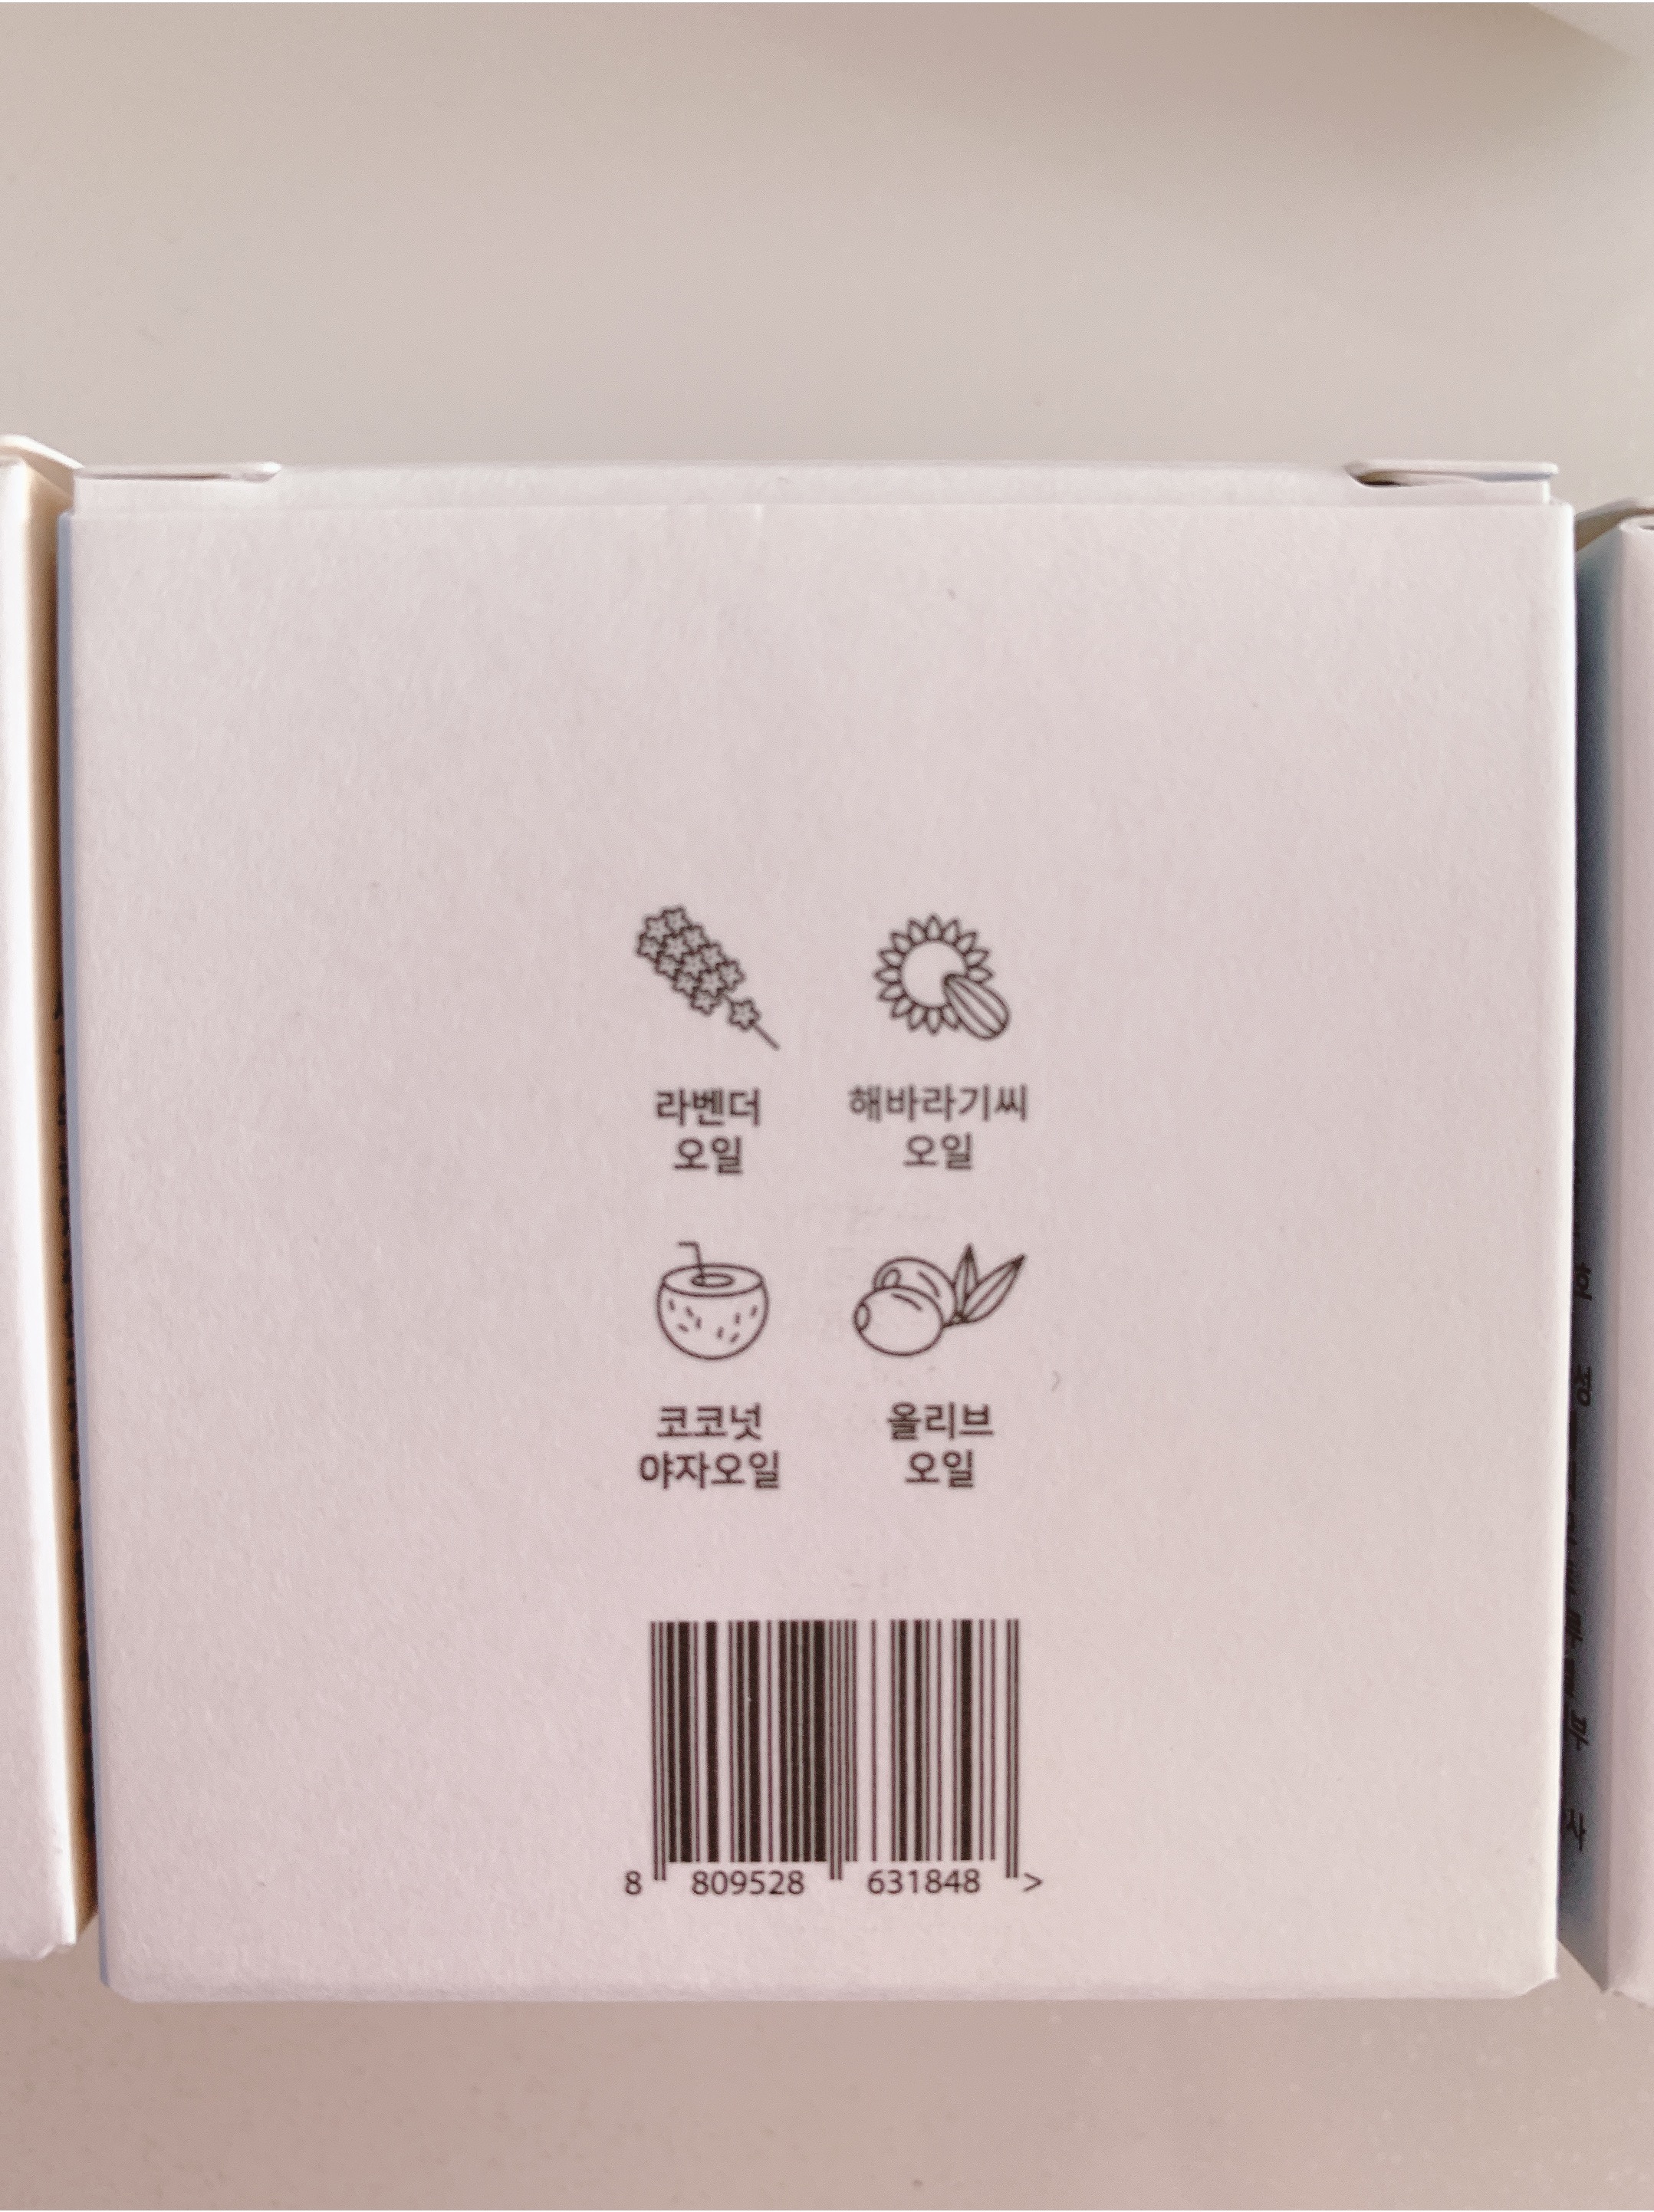 라벤더
오일
해바라기씨
오일
코코넛
야자오일
올리브
오일
8 809528 631848 >